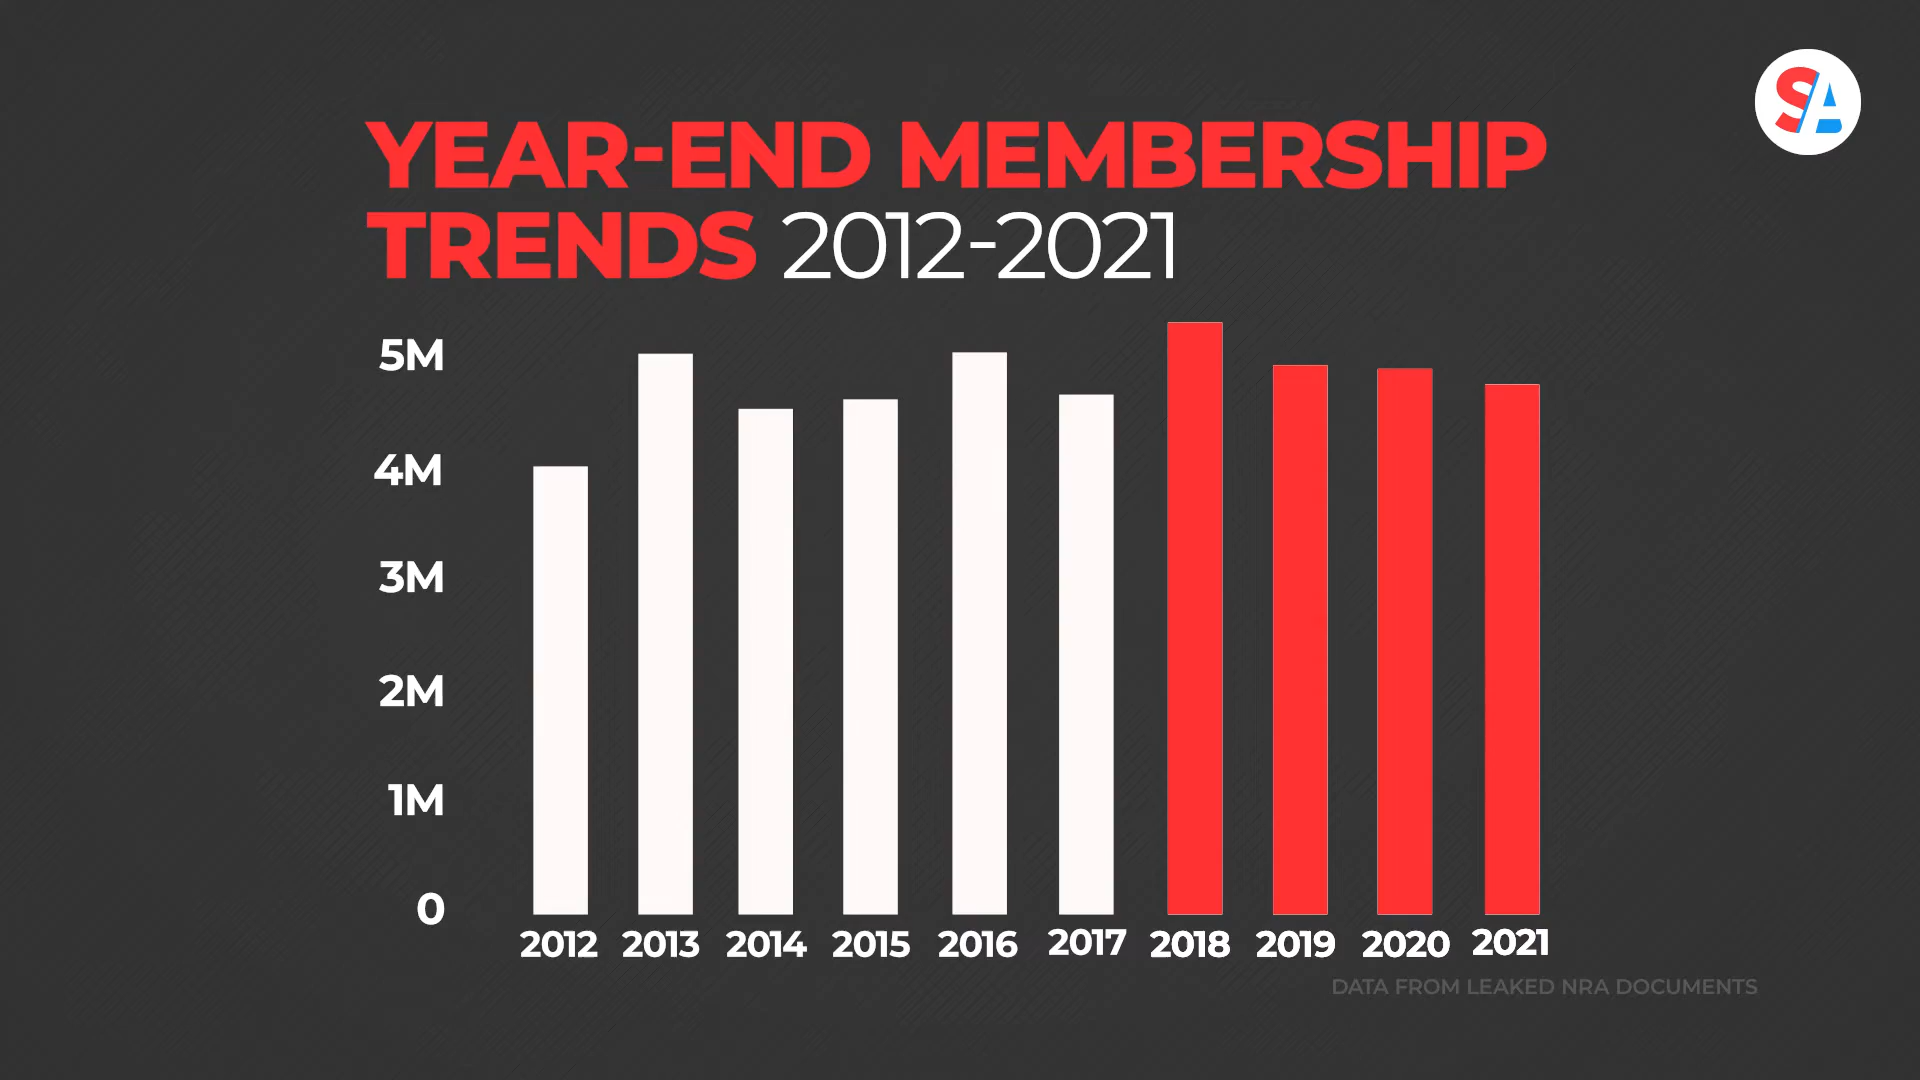 SA
YEAR-END MEMBERSHIP
TRENDS 2012-2021
5M
4M
3M
2M
1M
0
2012 2013 2014 2015 2016 2017 2018 2019 2020 2021
DATA FROM LEAKED NRA DOCUMENTS